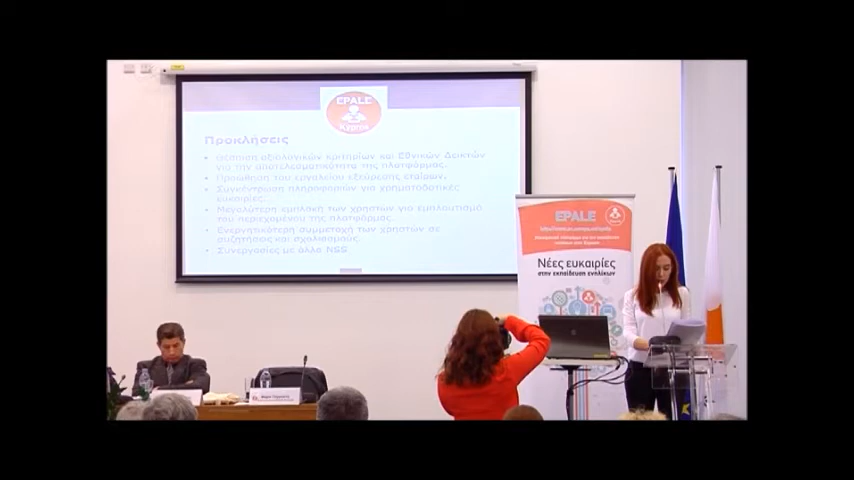 EPALE
Κύπρος
Προκλήσεις
• Θέσπιση αξιολογικών κριτηρίων και Εθνικών Δεικτών
για την αποτελεσματικότητα της πλατφόρμας.
• Προώθηση του εργαλείου εξεύρεσης εταίρων.
• Συγκέντρωση πληροφοριών για χρηματοδοτικές
ευκαιρίες..
• Μεγαλύτερη εμπλοκή των χρηστών για εμπλουτισμό
του περιεχομένου της πλατφόρμας..
• Ενεργητικότερη συμμετοχή των χρηστών σε
συζητήσεις και σχολιασμούς.
• Συνεργασίες με άλλα NSS
EPALE
Νέες ευκαιρίες
στην εκπαίδευση ενηλίκων